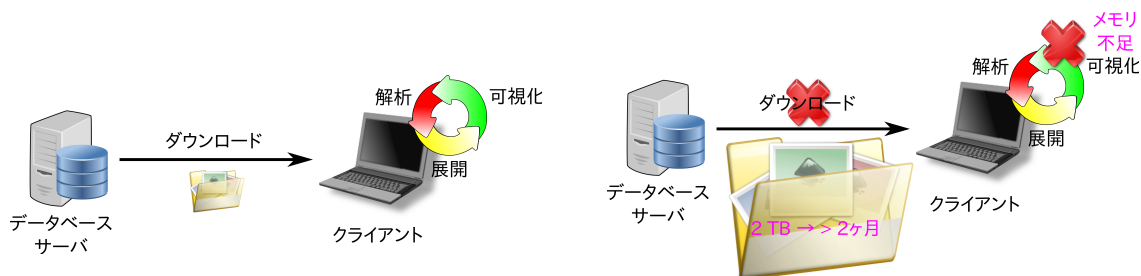 解析
可視化
ダウンロード
展開
データベース
サーバ
クライアント
メモリ
不足
解析
可視化
ダウンロード
展開
データベース
サーバ
クライアント
2 TB → > 2ヶ月